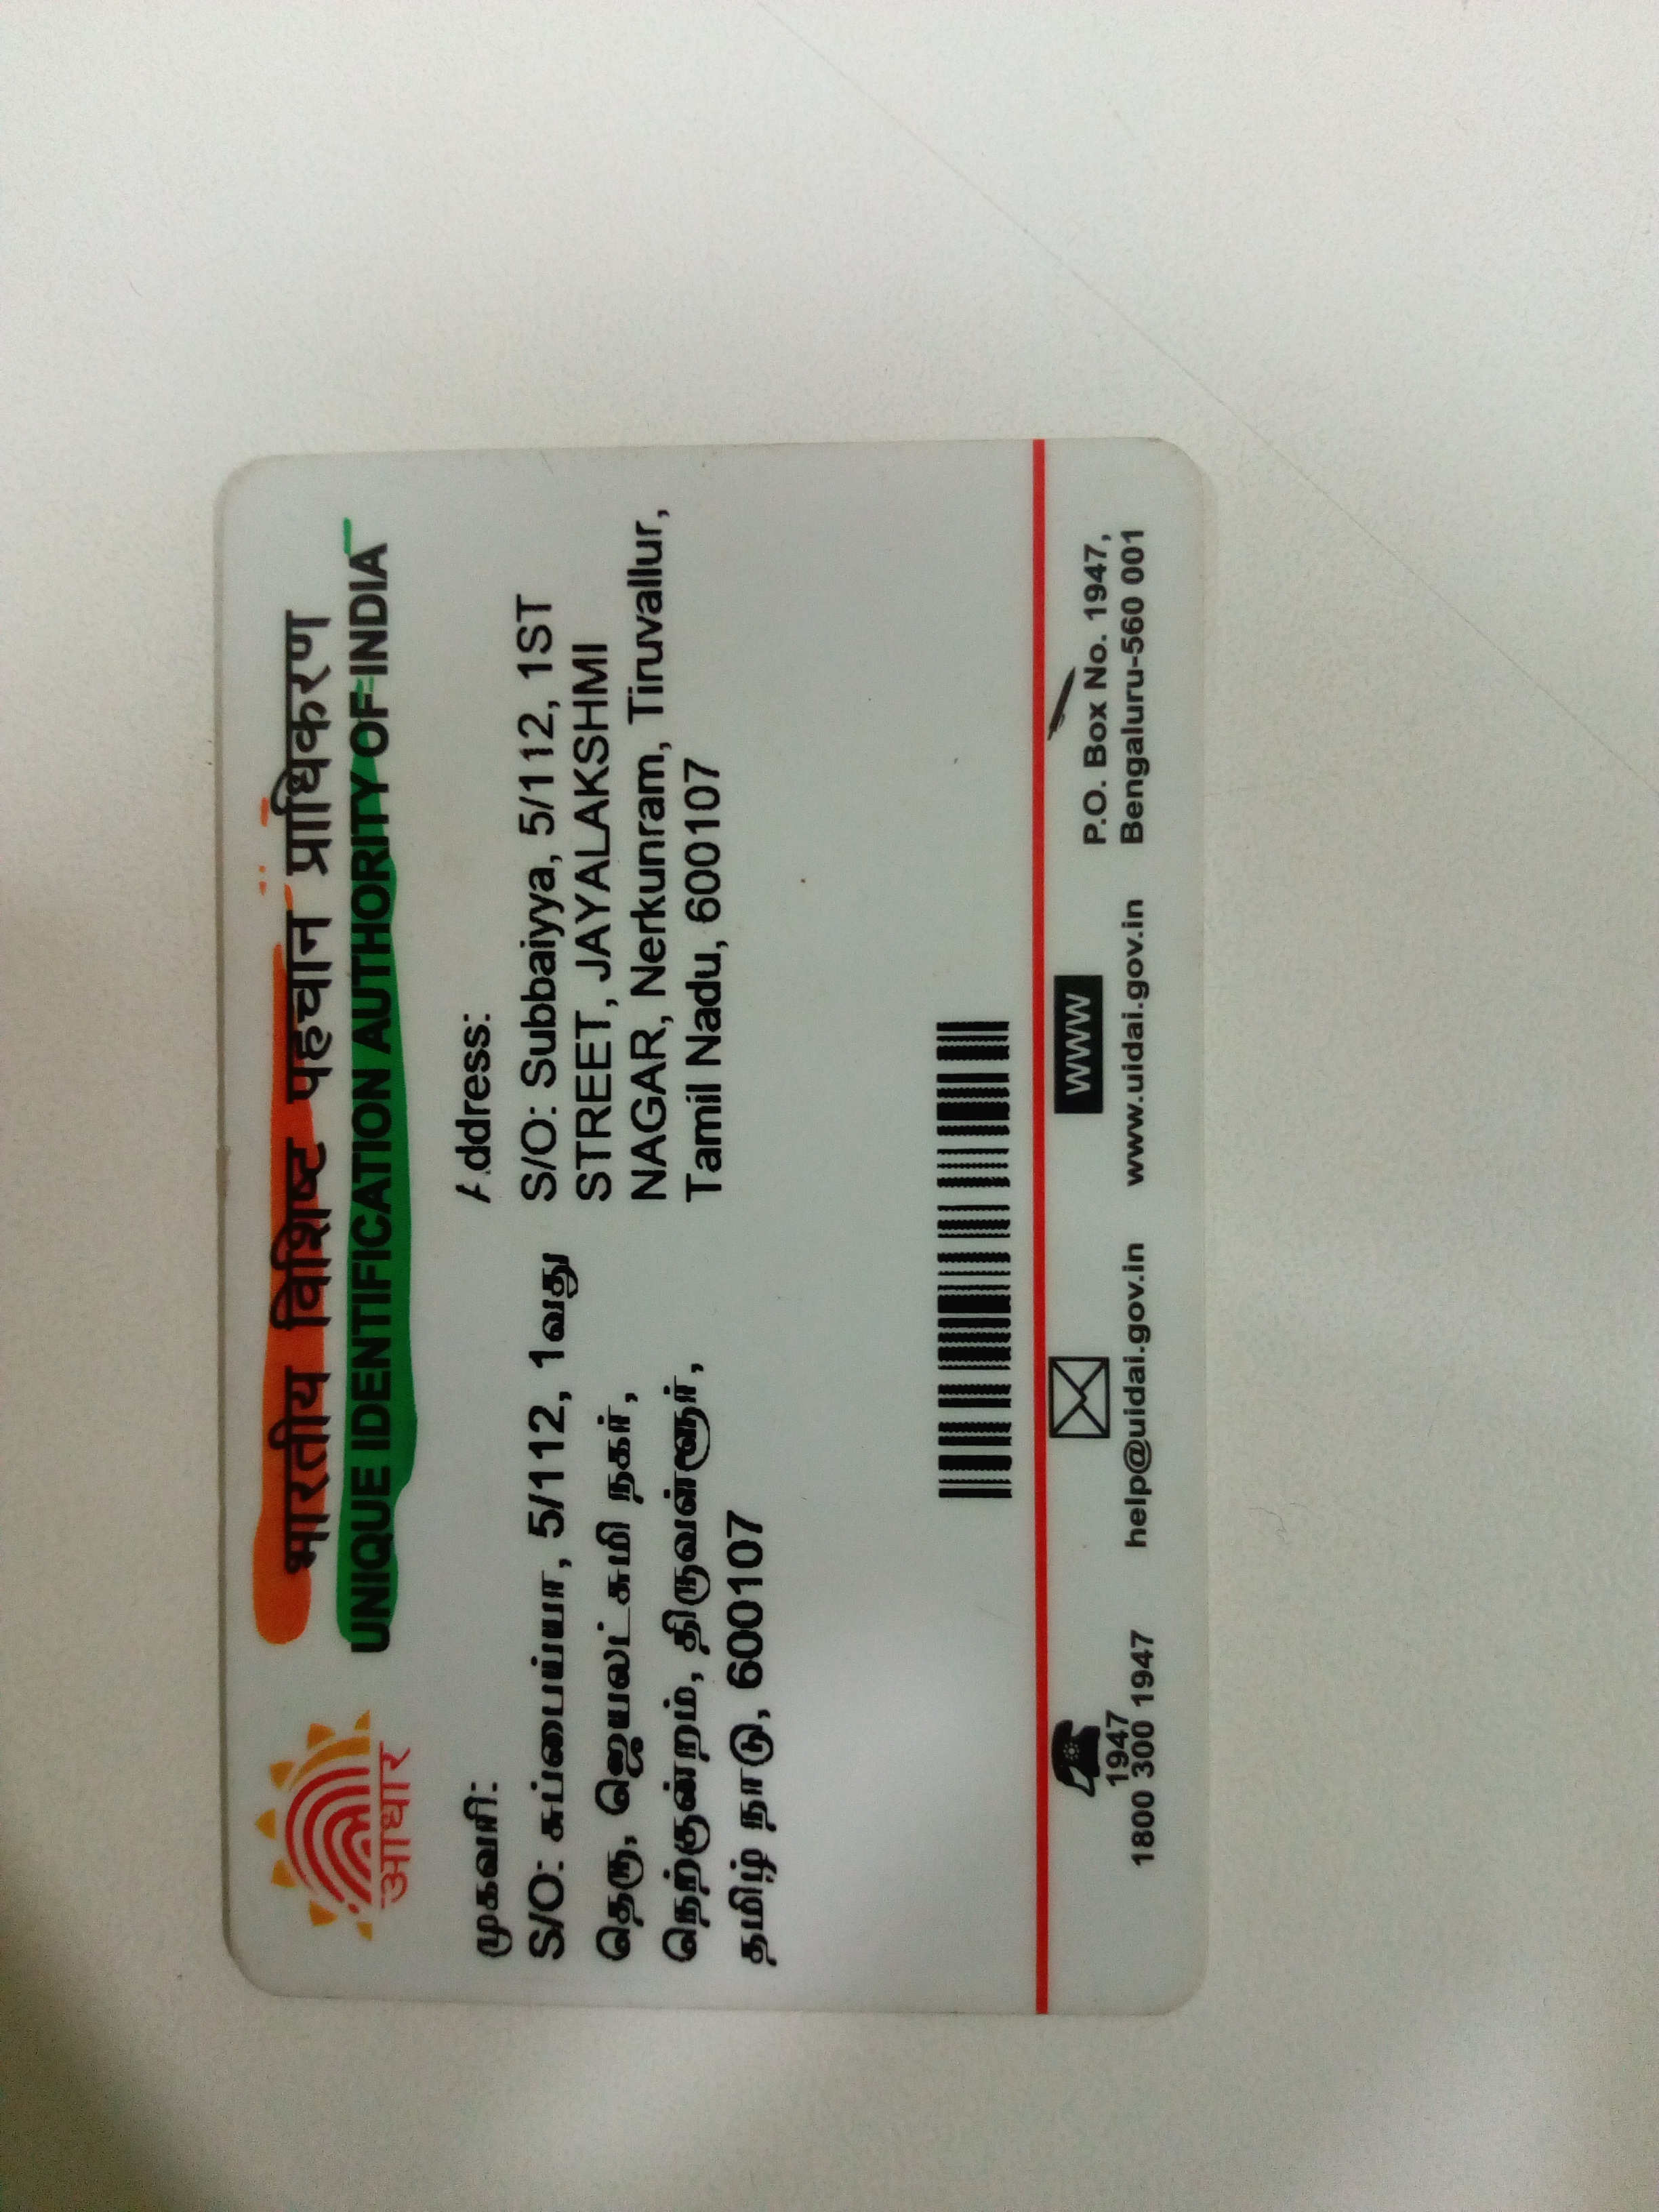 भारतीय विशिष्ट पहचान प्राधिकरण
UNIQUE IDENTIFICATION AUTHORITY OF INDIA
आधार
முகவரி:
S/O: சுப்பைய்யா, 5/112, 1வது
தெரு, ஜெயலட்சுமி நகர்,
நெற்குன்றம், திருவள்ளூர்,
தமிழ் நாடு, 600107
Address:
S/O: Subbaiyya, 5/112, 1ST
STREET, JAYALAKSHMI
NAGAR, Nerkunram, Tiruvallur,
Tamil Nadu, 600107
1947
1800 300 1947
help@uidai.gov.in
WWW
www.uidai.gov.in
P.O. Box No. 1947,
Bengaluru-560 001